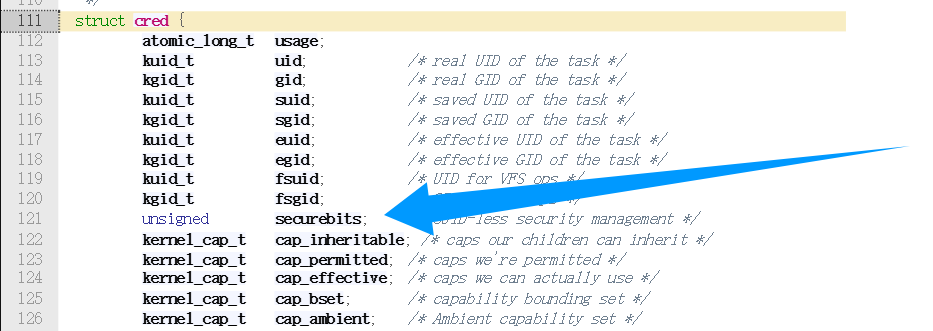 110 */
111 struct cred {
112 atomic_long_t usage;
113 kuid_t uid; /* real UID of the task */
114 kgid_t gid; /* real GID of the task */
115 kuid_t suid; /* saved UID of the task */
116 kgid_t sgid; /* saved GID of the task */
117 kuid_t euid; /* effective UID of the task */
118 kgid_t egid; /* effective GID of the task */
119 kuid_t fsuid; /* UID for VFS ops */
120 kgid_t fsgid;
121 unsigned securebits; -less security management */
122 kernel_cap_t cap_inheritable; /* caps our children can inherit */
123 kernel_cap_t cap_permitted; /* caps we're permitted */
124 kernel_cap_t cap_effective; /* caps we can actually use */
125 kernel_cap_t cap_bset; /* capability bounding set */
126 kernel_cap_t cap_ambient; /* Ambient capability set */